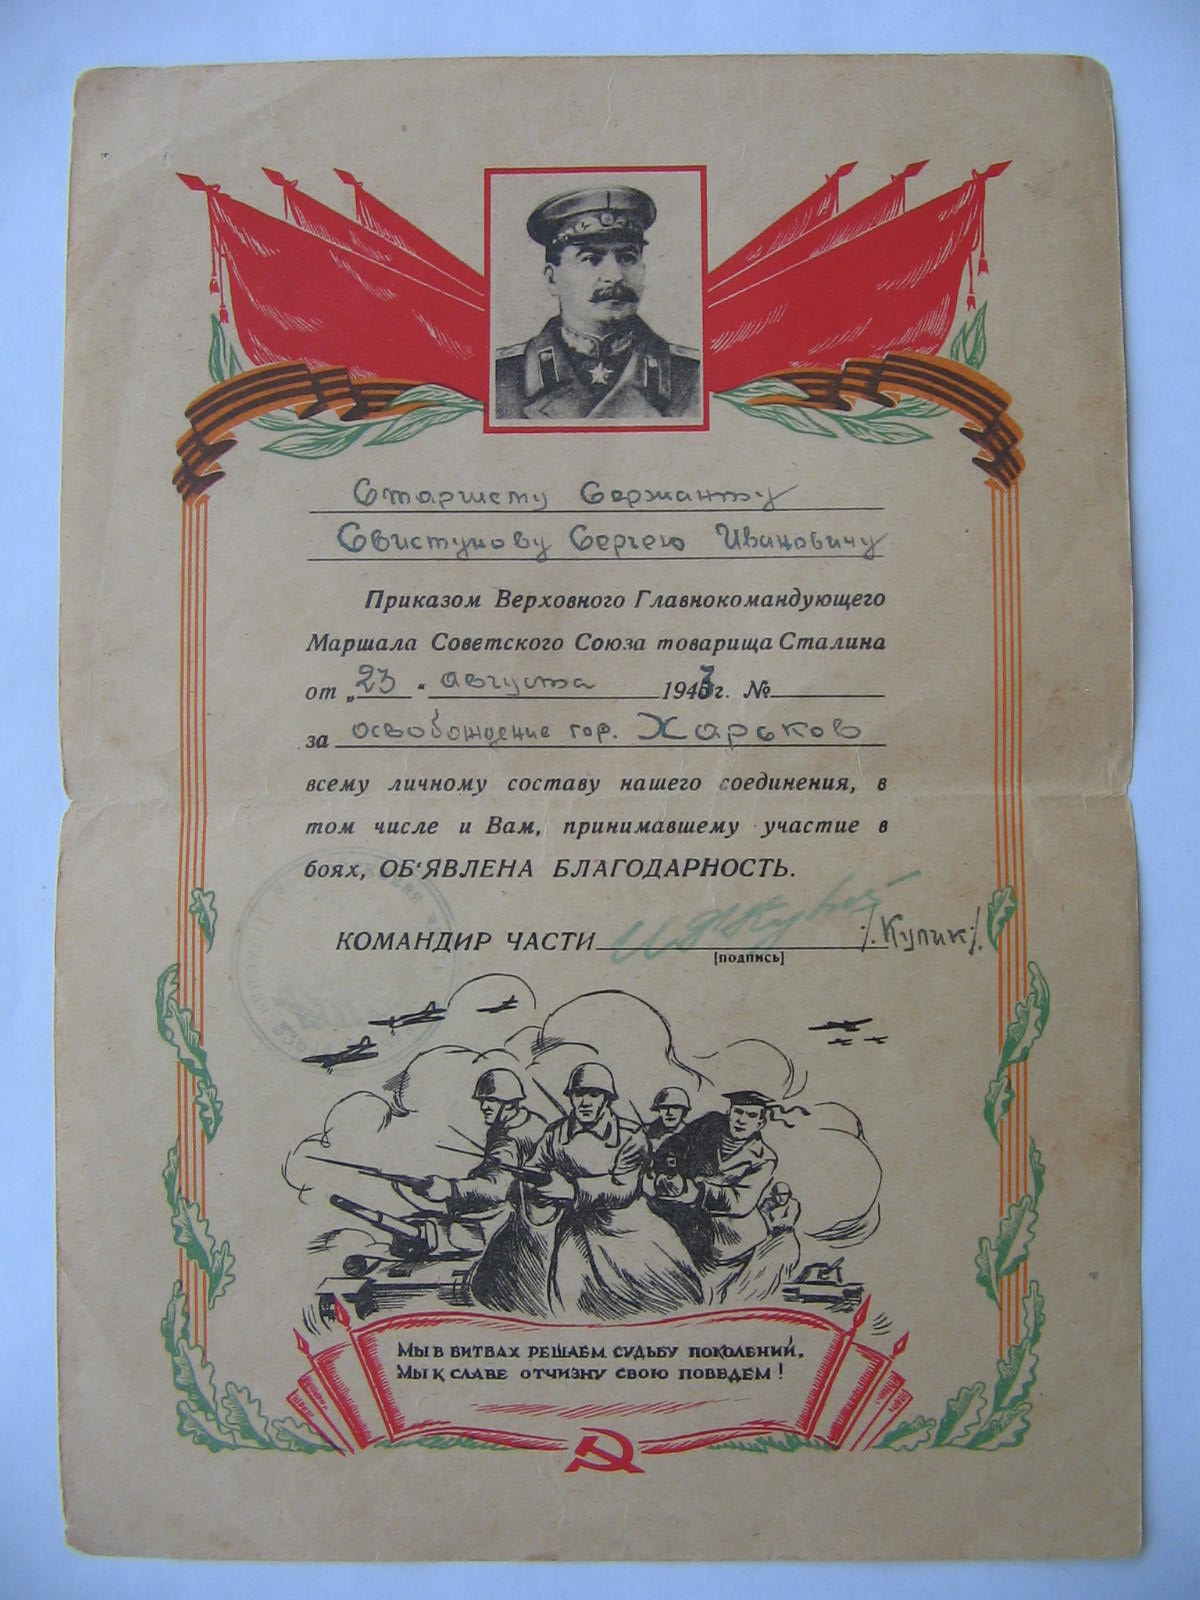 Старшему Сержанту
Свистунову Сергею Ивановичу
Приказом Верховного Главнокомандующего
Маршала Советского Союза товарища Сталина
от „23" августа 1943г. №
за освобождение гор. Харьков
всему личному составу нашего соединения, в
том числе и Вам, принимавшему участие в
боях, ОБ'ЯВЛЕНА БЛАГОДАРНОСТЬ.
КОМАНДИР ЧАСТИ /.Кулик/.
[подпись]
Мы в битвах решаем судьбу поколений,
Мы к славе отчизну свою поведем!